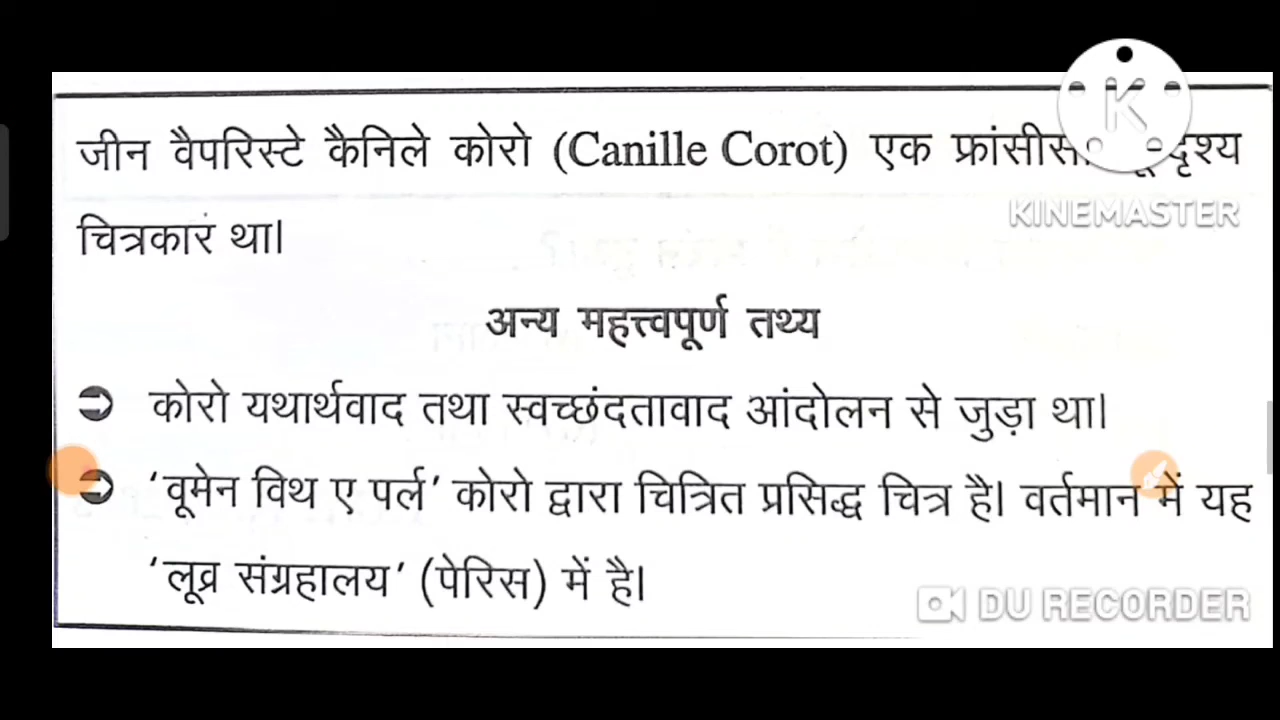 जीन वैपरिस्टे कैनिले कोरो (Canille Corot) एक दृश्य
KINEMASTER
चित्रकार था।
अन्य महत्त्वपूर्ण तथ्य
➲ कोरो यथार्थवाद तथा स्वच्छंदतावाद आंदोलन से जुड़ा था।
➲ ‘वूमेन विथ ए पर्ल’ कोरो द्वारा चित्रित प्रसिद्ध चित्र है। वर्तमान में यह
‘लूव्र संग्रहालय’ (पेरिस) में है।
DU RECORDER